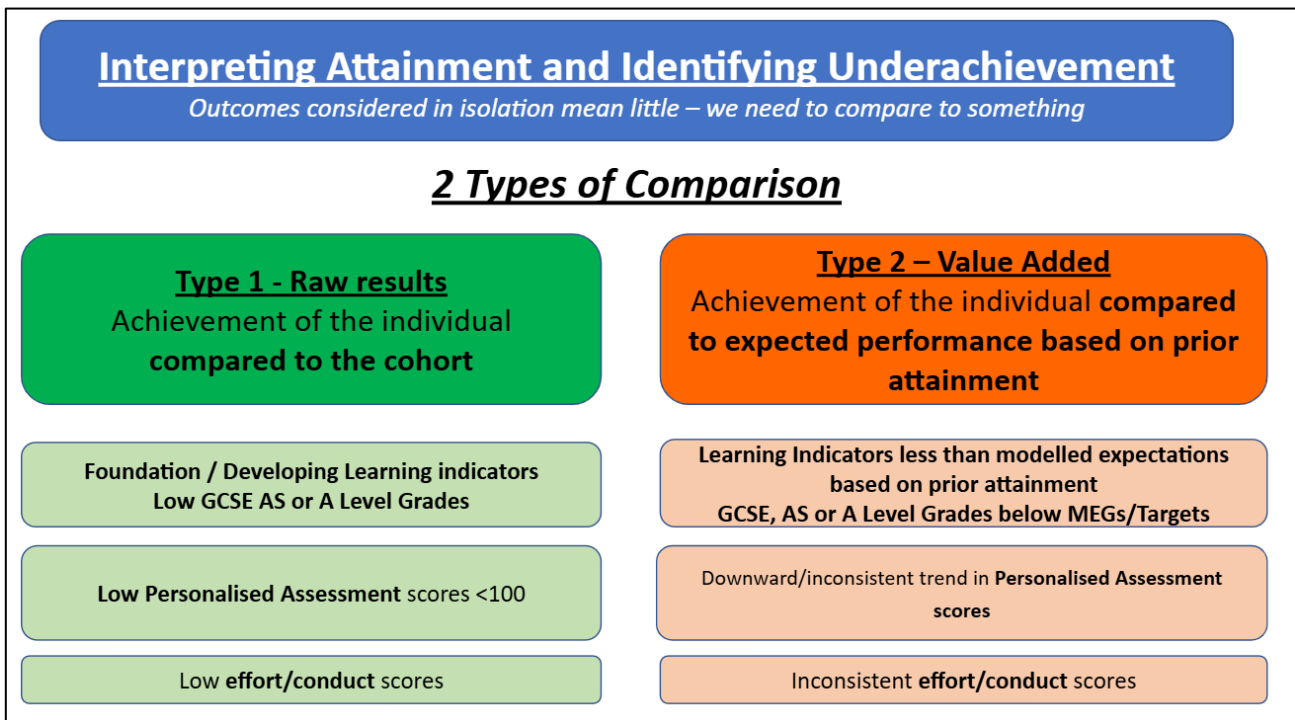 Interpreting Attainment and Identifying Underachievement
Outcomes considered in isolation mean little – we need to compare to something
2 Types of Comparison
Type 1 - Raw results
Achievement of the individual
compared to the cohort
Foundation / Developing Learning indicators
Low GCSE AS or A Level Grades
Low Personalised Assessment scores <100
Low effort/conduct scores
Type 2 – Value Added
Achievement of the individual compared
to expected performance based on prior
attainment
Learning Indicators less than modelled expectations
based on prior attainment
GCSE, AS or A Level Grades below MEGs/Targets
Downward/inconsistent trend in Personalised Assessment
scores
Inconsistent effort/conduct scores